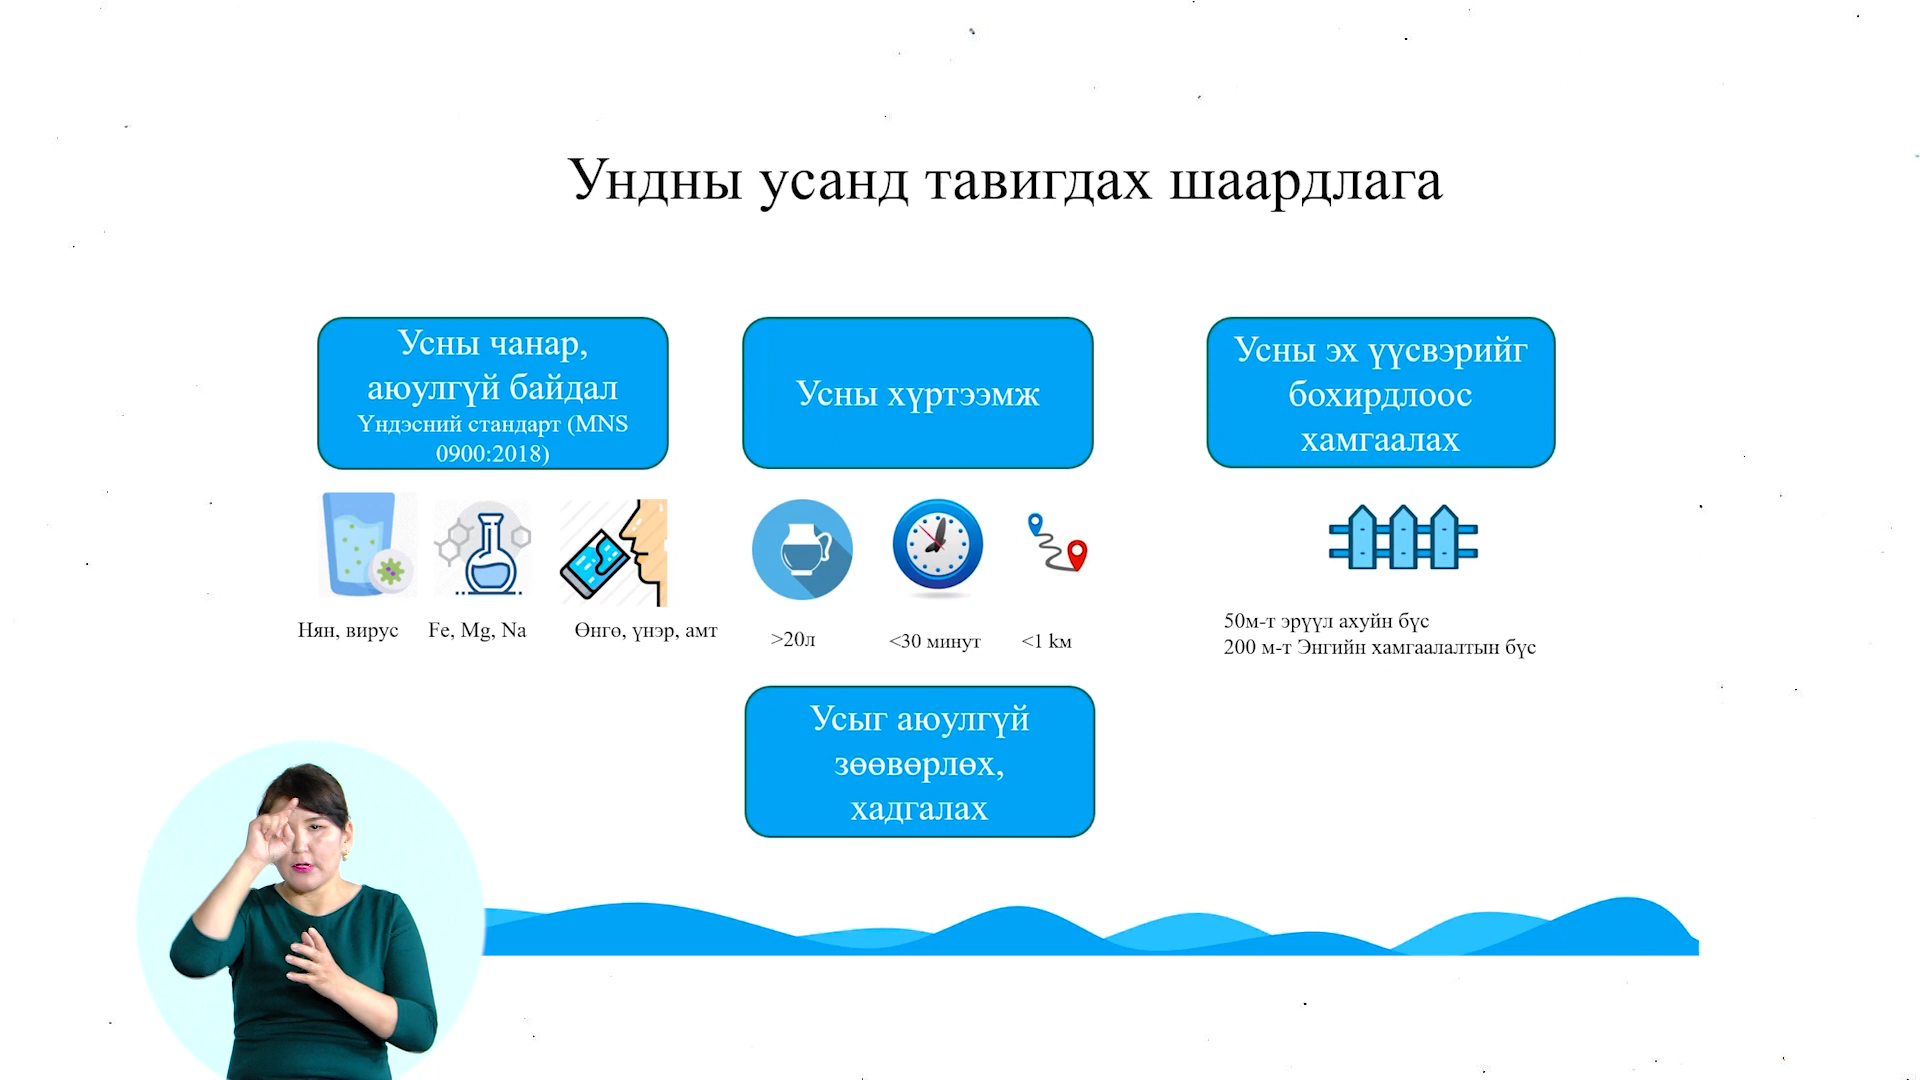 Ундны усанд тавигдах шаардлага
Усны чанар,
аюулгүй байдал
Үндэсний стандарт (MNS
0900:2018)
Усны хүртээмж
Усны эх үүсвэрийг
бохирдлоос
хамгаалах
Нян, вирус
Fe, Mg, Na
Өнгө, үнэр, амт
>20л
<30 минут
<1 km
50м-т эрүүл ахуйн бүс
200 м-т Энгийн хамгаалалтын бүс
Усыг аюулгүй
зөөвөрлөх,
хадгалах